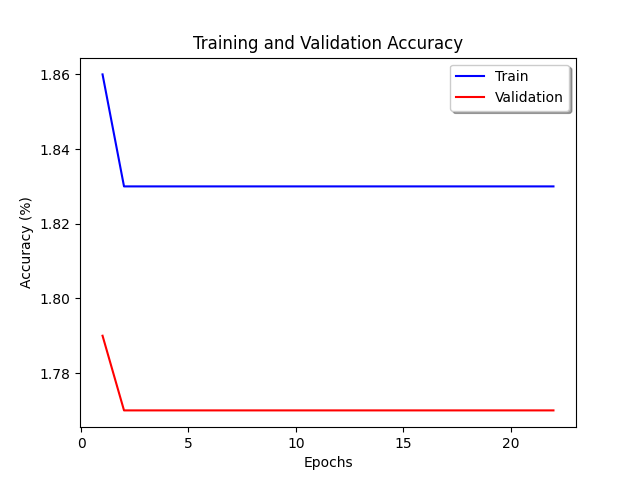 Training and Validation Accuracy
Train
Validation
1.86
1.84
1.82
1.80
1.78
Accuracy (%)
0 5 10 15 20
Epochs